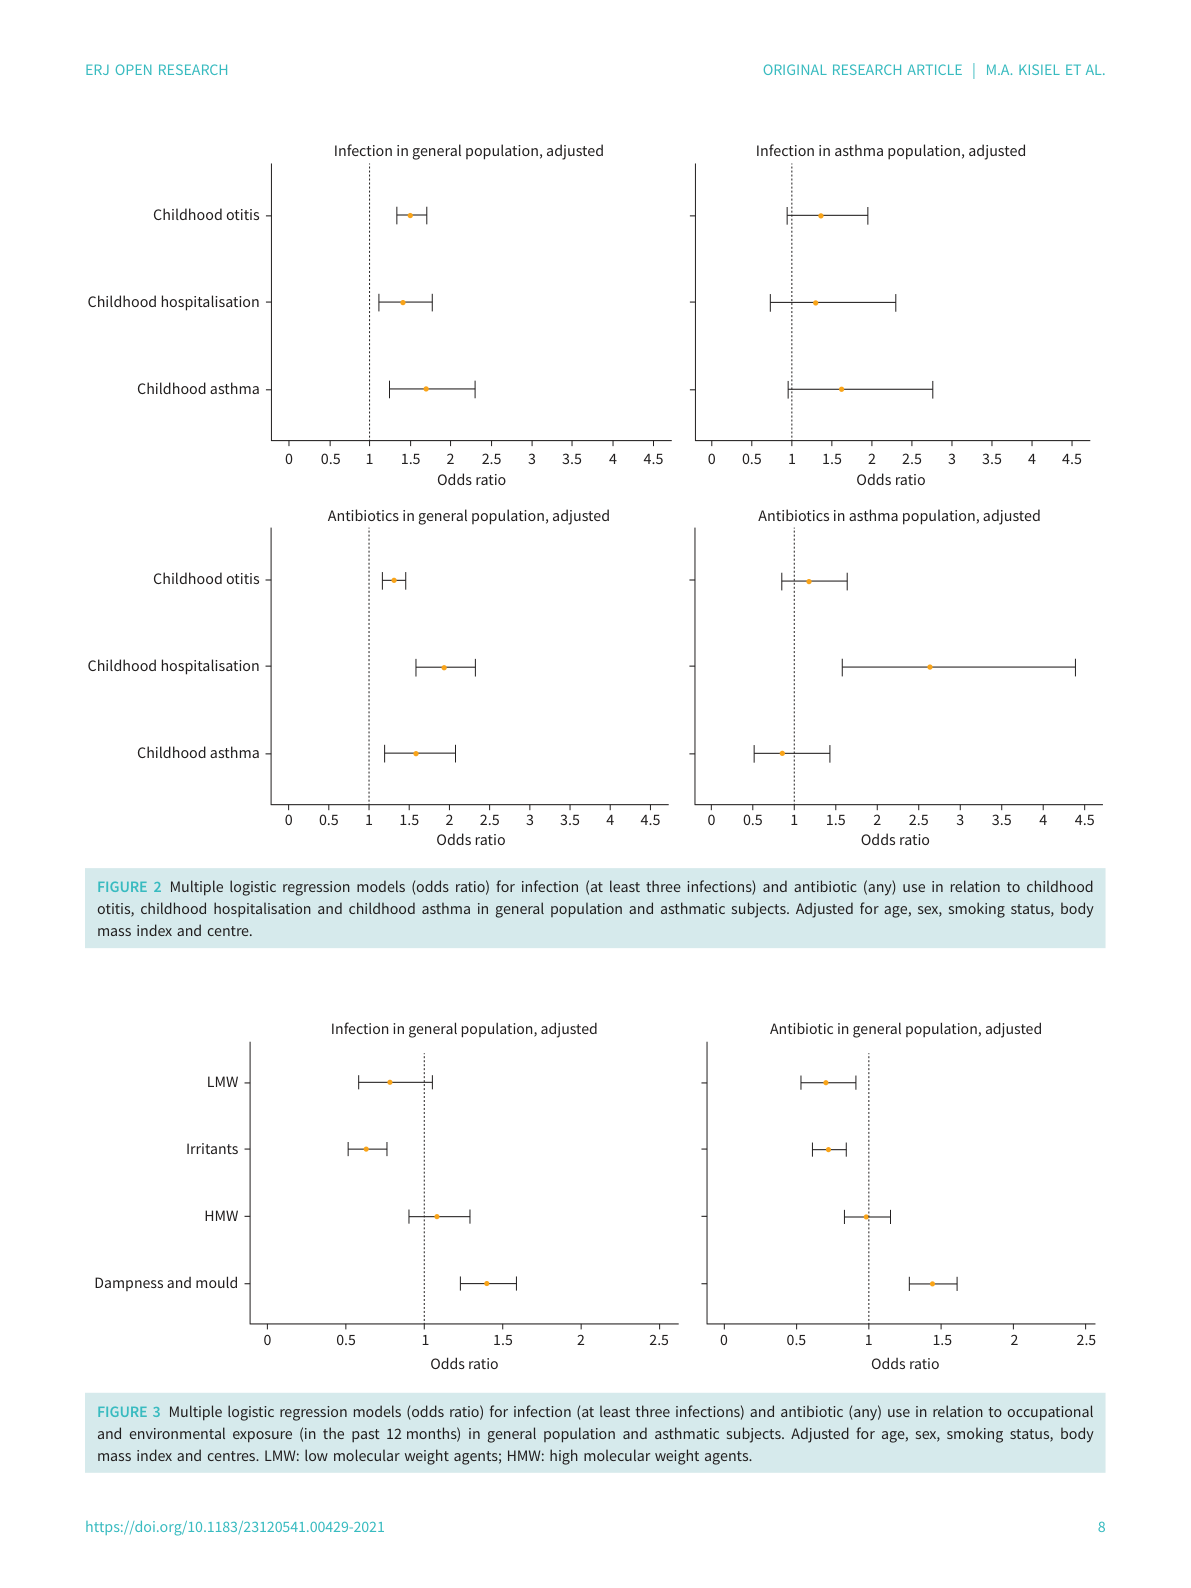 ERJ OPEN RESEARCH
ORIGINAL RESEARCH ARTICLE | M.A. KISIEL ET AL.
Infection in general population, adjusted
Childhood otitis
Childhood hospitalisation
Childhood asthma
0 0.5 1 1.5 2 2.5 3 3.5 4 4.5
Odds ratio
Infection in asthma population, adjusted
0 0.5 1 1.5 2 2.5 3 3.5 4 4.5
Odds ratio
Antibiotics in general population, adjusted
Childhood otitis
Childhood hospitalisation
Childhood asthma
0 0.5 1 1.5 2 2.5 3 3.5 4 4.5
Odds ratio
Antibiotics in asthma population, adjusted
0 0.5 1 1.5 2 2.5 3 3.5 4 4.5
Odds ratio
FIGURE 2 Multiple logistic regression models (odds ratio) for infection (at least three infections) and antibiotic (any) use in relation to childhood
otitis, childhood hospitalisation and childhood asthma in general population and asthmatic subjects. Adjusted for age, sex, smoking status, body
mass index and centre.
Infection in general population, adjusted
LMW
Irritants
HMW
Dampness and mould
0 0.5 1 1.5 2 2.5
Odds ratio
Antibiotic in general population, adjusted
0 0.5 1 1.5 2 2.5
Odds ratio
FIGURE 3 Multiple logistic regression models (odds ratio) for infection (at least three infections) and antibiotic (any) use in relation to occupational
and environmental exposure (in the past 12 months) in general population and asthmatic subjects. Adjusted for age, sex, smoking status, body
mass index and centres. LMW: low molecular weight agents; HMW: high molecular weight agents.
https://doi.org/10.1183/23120541.00429-2021
8